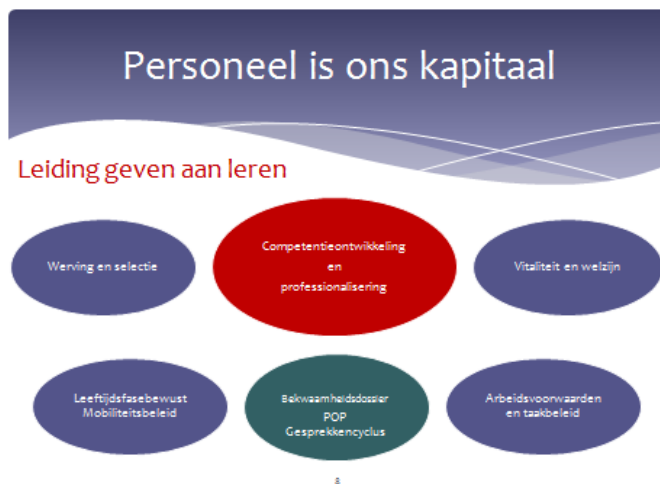 Personeel is ons kapitaal
Leiding geven aan leren
Werving en selectie
Competentieontwikkeling
en
professionalisering
Vitaliteit en welzijn
Leeftijdsfasebewust
Mobiliteitsbeleid
Bekwaamheidsdossier
POP
Gesprekkencyclus
Arbeidsvoorwaarden
en taakbeleid
8